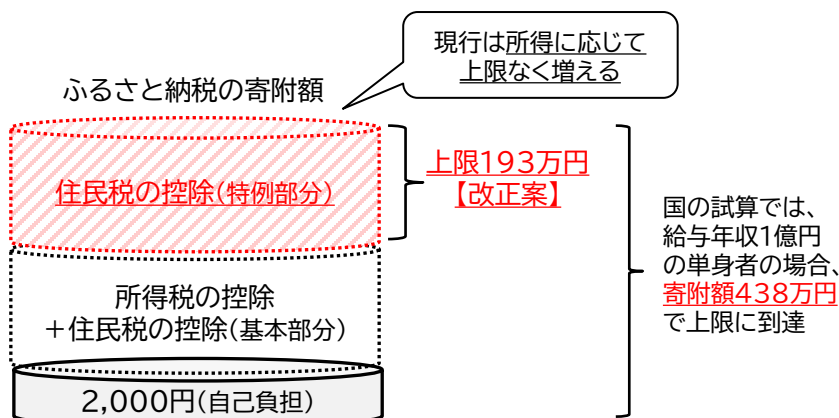 現行は所得に応じて
上限なく増える
ふるさと納税の寄附額
住民税の控除(特例部分)
上限193万円
【改正案】
所得税の控除
+住民税の控除(基本部分)
2,000円(自己負担)
国の試算では、
給与年収1億円
の単身者の場合、
寄附額438万円
で上限に到達